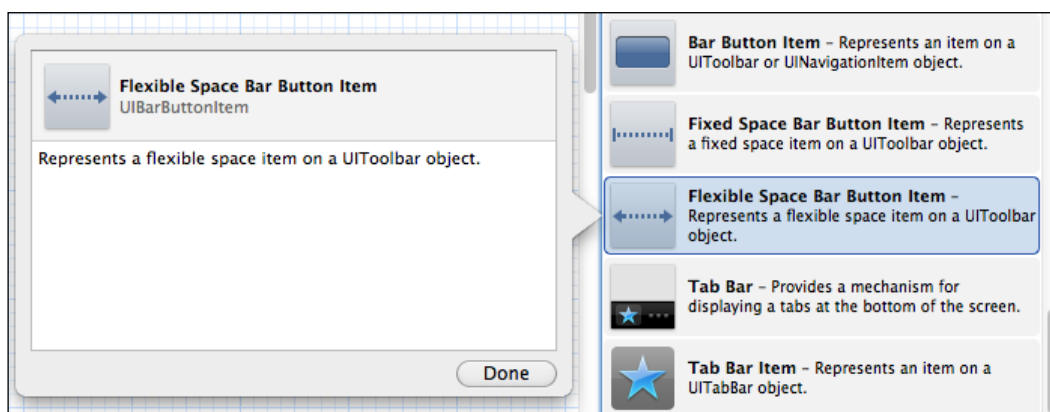 Flexible Space Bar Button Item
UIBarButtonItem
Represents a flexible space item on a UIToolbar object.
Done
Bar Button Item – Represents an item on a
UIToolbar or UINavigationItem object.
Fixed Space Bar Button Item – Represents
a fixed space item on a UIToolbar object.
Flexible Space Bar Button Item –
Represents a flexible space item on a UIToolbar
object.
Tab Bar – Provides a mechanism for
displaying a tabs at the bottom of the screen.
Tab Bar Item – Represents an item on a
UITabBar object.